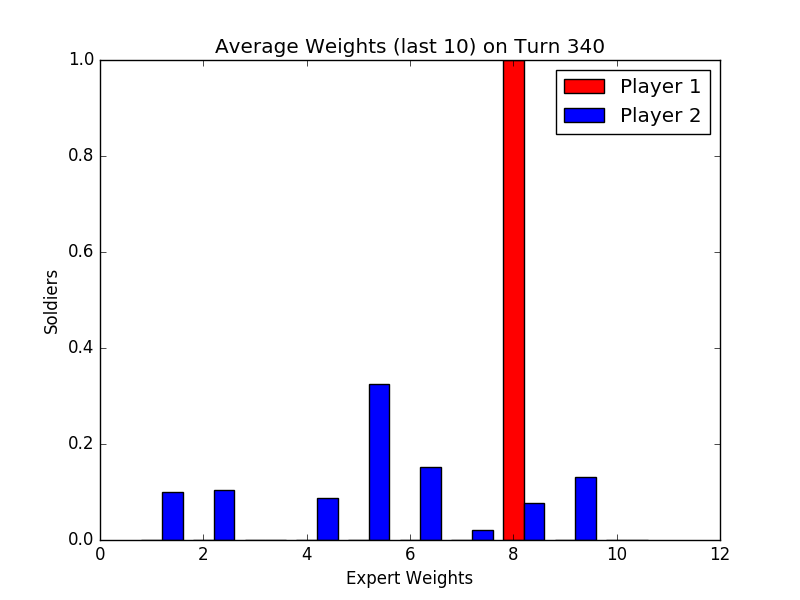 Average Weights (last 10) on Turn 340
1.0
0.8
0.6
0.4
0.2
0.0
Soldiers
Player 1
Player 2
0 2 4 6 8 10 12
Expert Weights